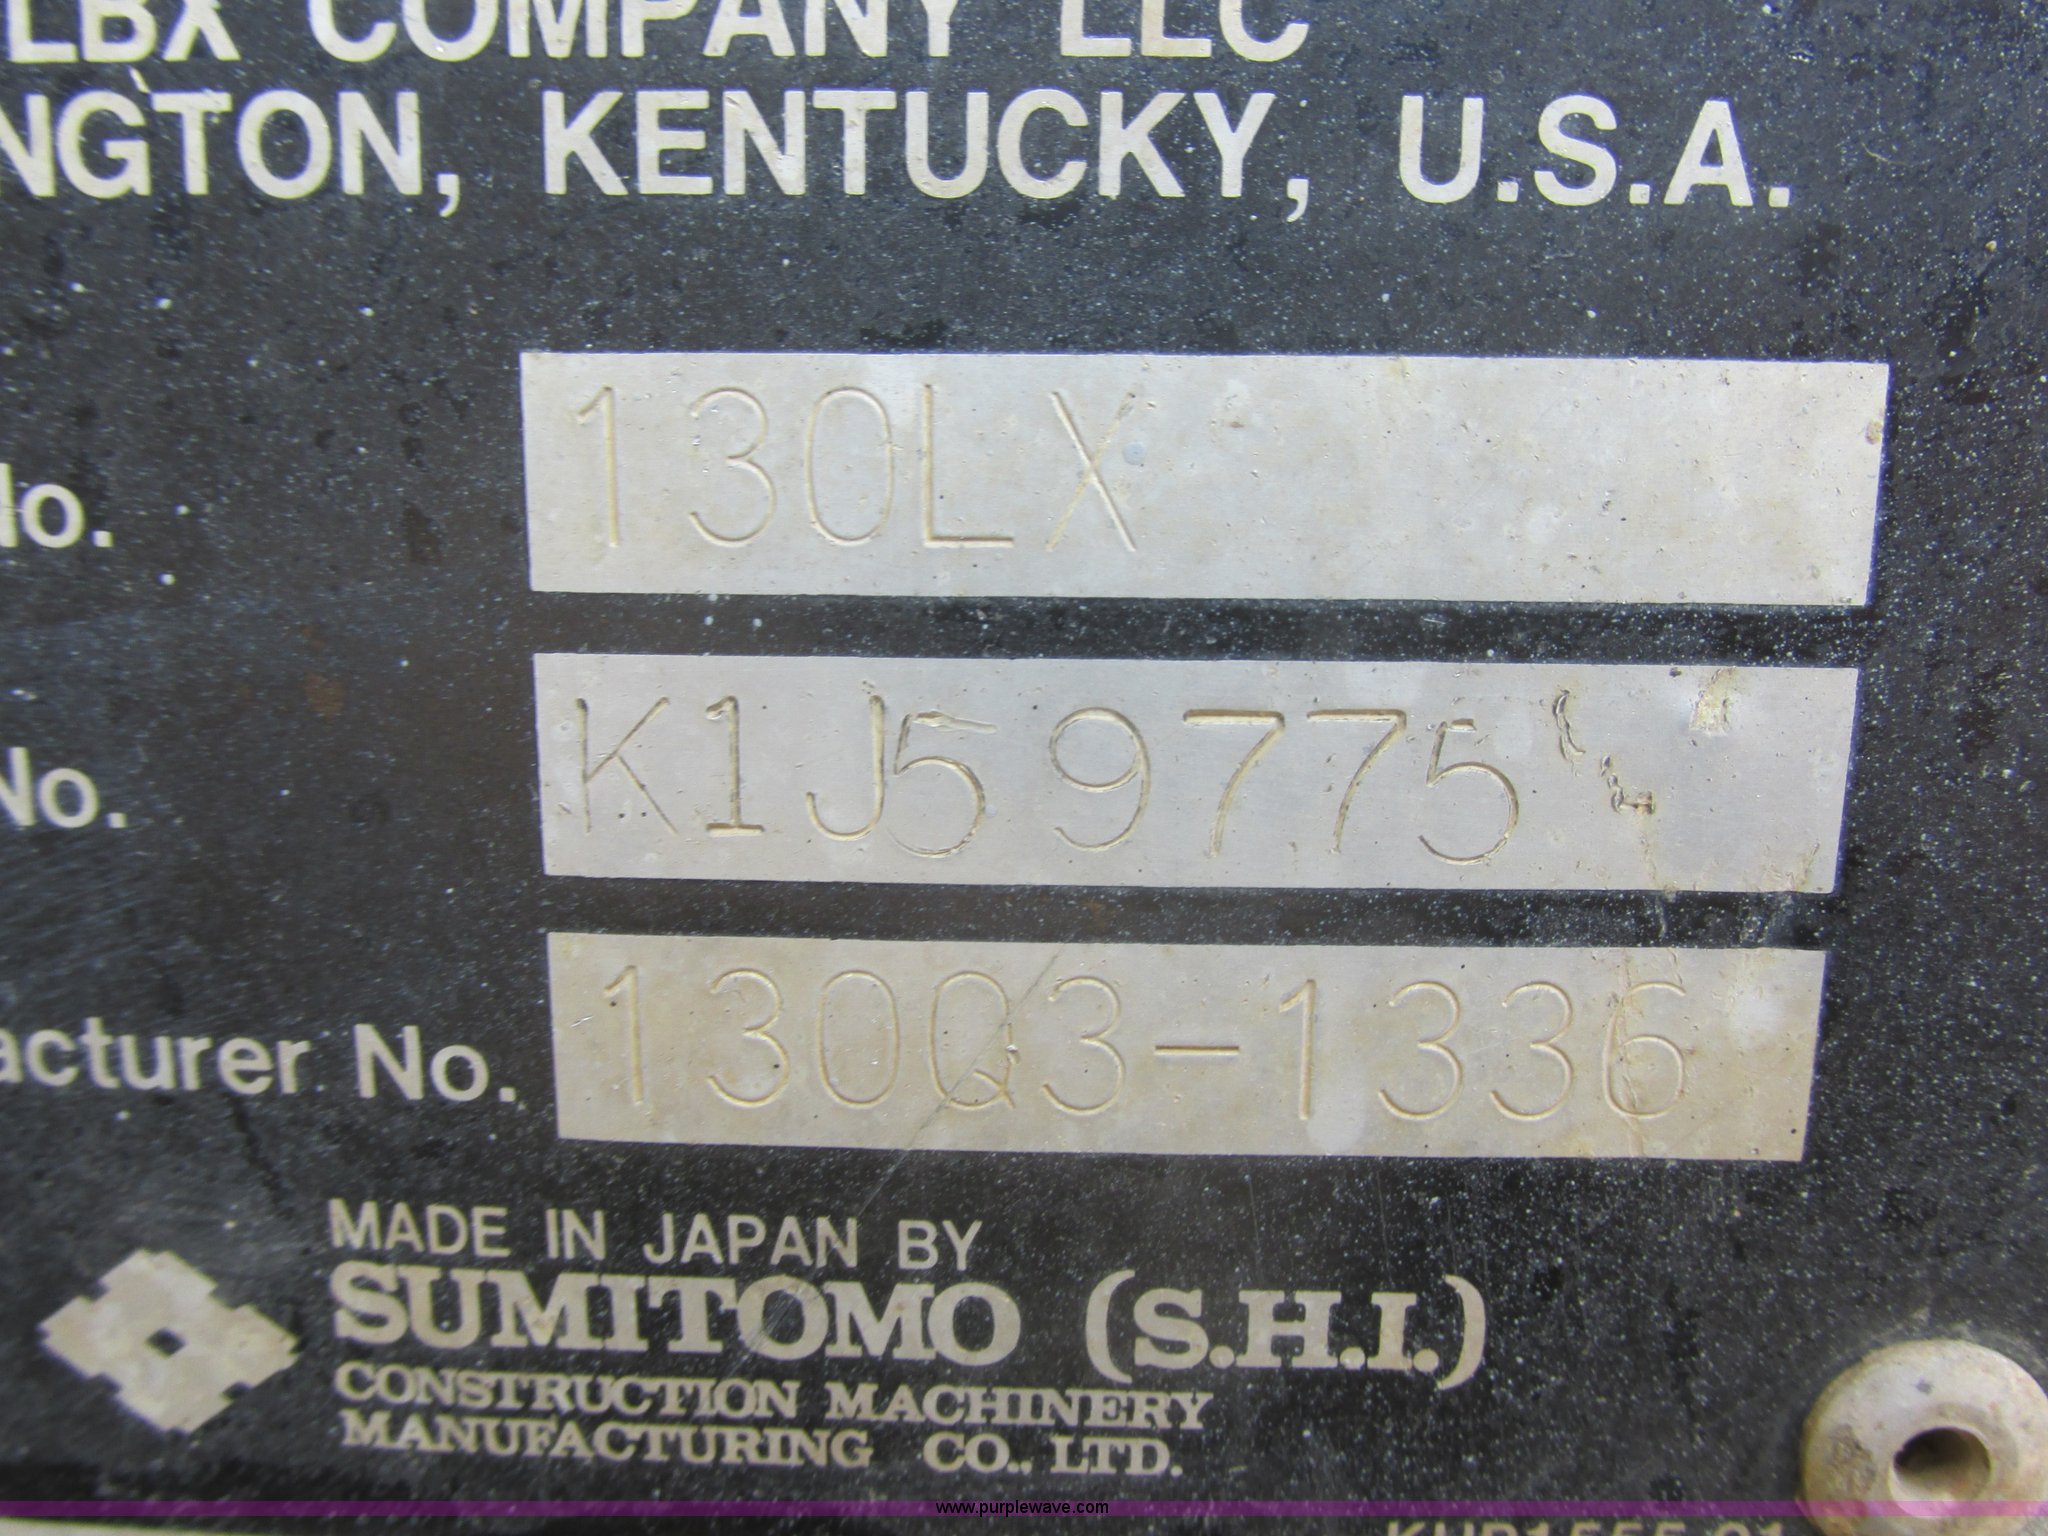 LBX COMPANY LLC
NGTON, KENTUCKY, U.S.A.
No. 130LX
No. K1J59775
acturer No. 130Q3-1336
MADE IN JAPAN BY
SUMITOMO (S.H.I.)
CONSTRUCTION MACHINERY
MANUFACTURING CO., LTD.
www.purplewave.com